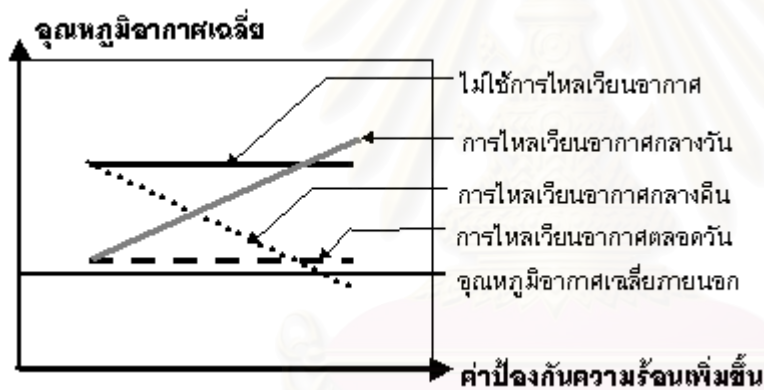 อุณหภูมิอากาศเฉลี่ย
ไม่ใช้การไหลเวียนอากาศ
การไหลเวียนอากาศกลางวัน
การไหลเวียนอากาศกลางคืน
การไหลเวียนอากาศตลอดวัน
อุณหภูมิอากาศเฉลี่ยภายนอก
ค่าป้องกันความร้อนเพิ่มขึ้น